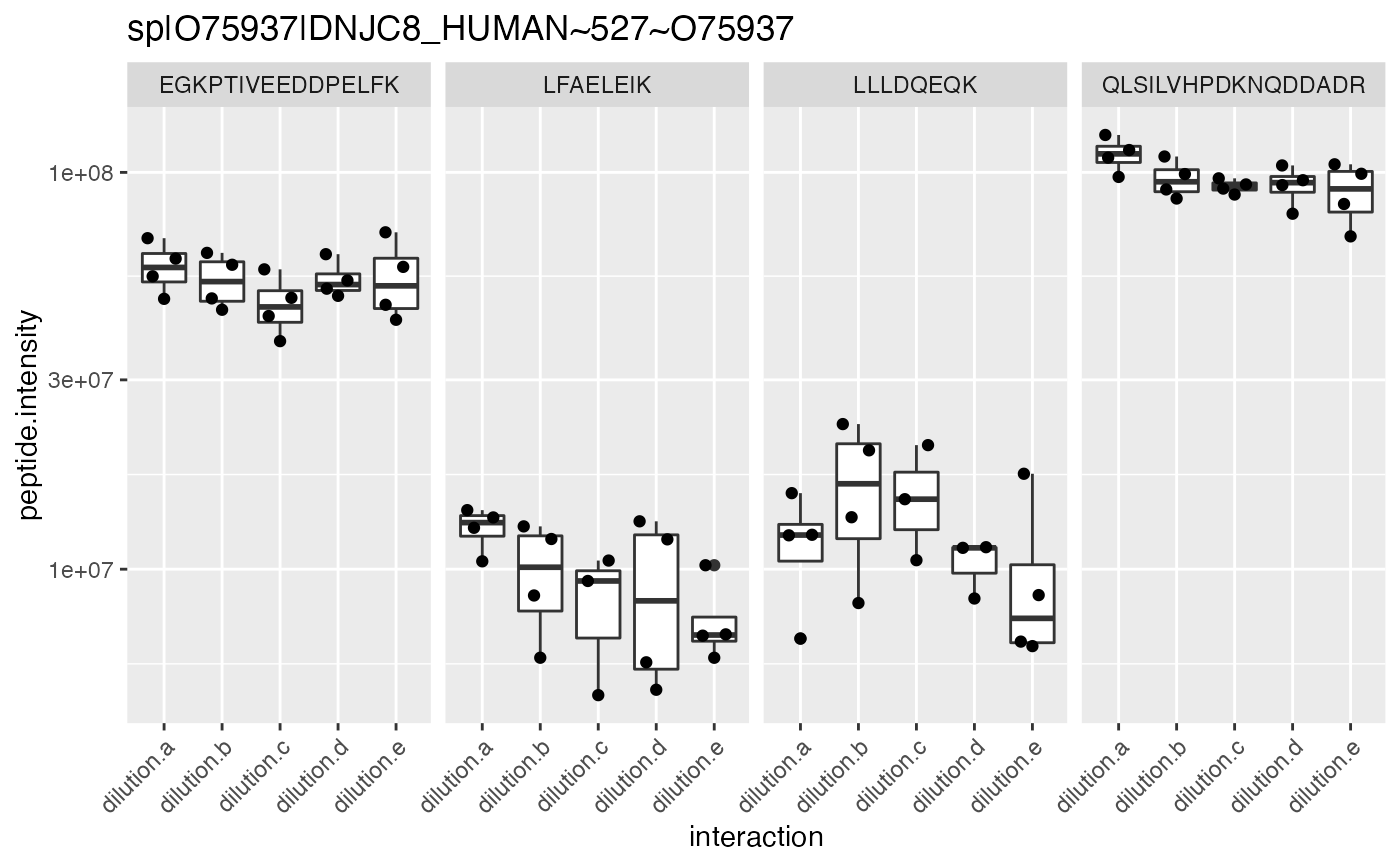 sp|O75937|DNJC8_HUMAN~527~O75937
EGKPTIVEEDDPELFK
LFAELEIK
LLLDQEQK
QLSILVHPDKNQDDADR
peptide.intensity
1e+08
3e+07
1e+07
dilution.a
dilution.b
dilution.c
dilution.d
dilution.e
dilution.a
dilution.b
dilution.c
dilution.d
dilution.e
dilution.a
dilution.b
dilution.c
dilution.d
dilution.e
dilution.a
dilution.b
dilution.c
dilution.d
dilution.e
interaction